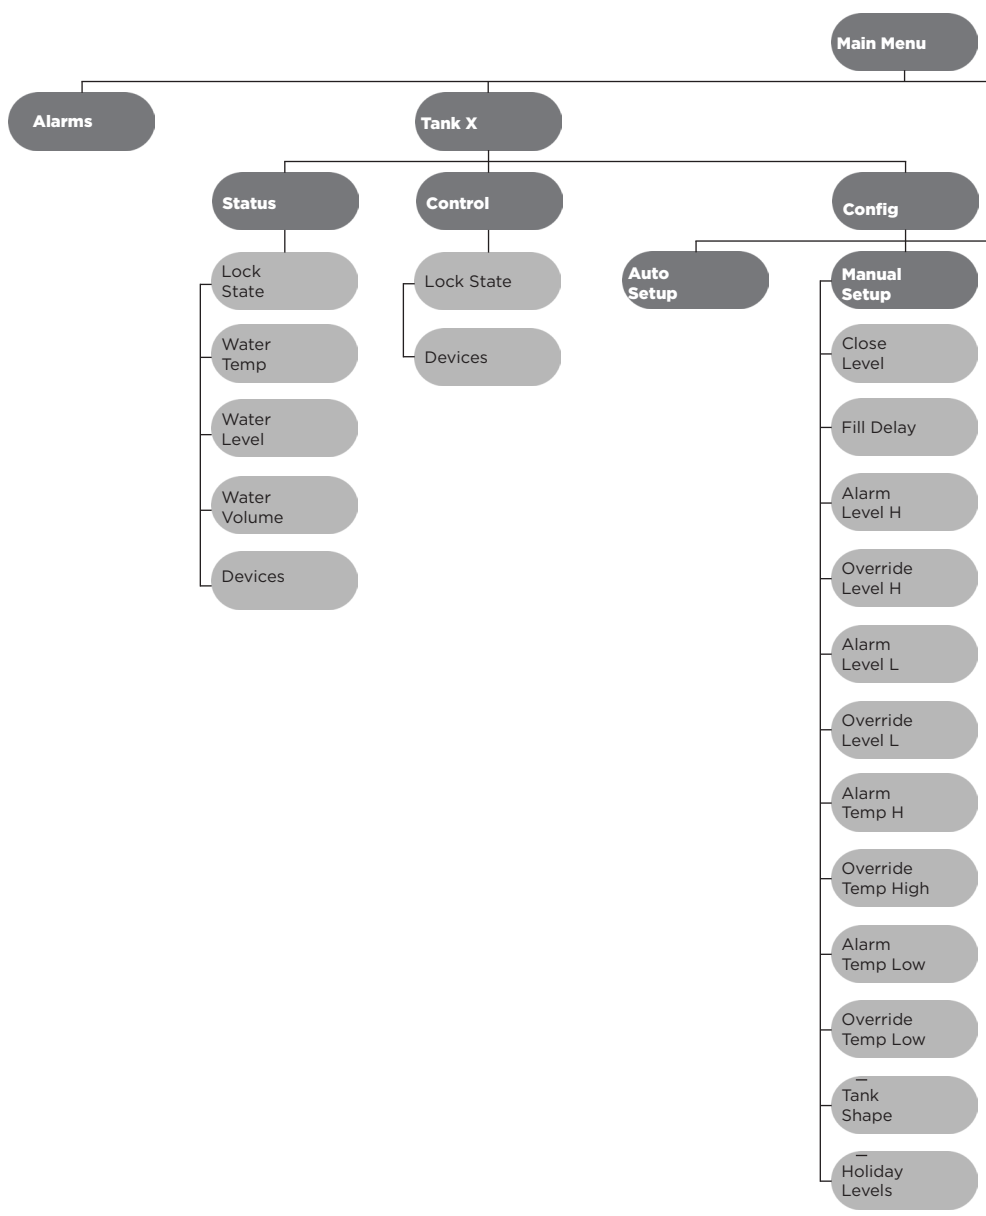 Main Menu
Alarms
Tank X
Status
Control
Config
Lock
State
Water
Temp
Water
Level
Water
Volume
Devices
Lock State
Devices
Auto
Setup
Manual
Setup
Close
Level
Fill Delay
Alarm
Level H
Override
Level H
Alarm
Level L
Override
Level L
Alarm
Temp H
Override
Temp High
Alarm
Temp Low
Override
Temp Low
Tank
Shape
Holiday
Levels